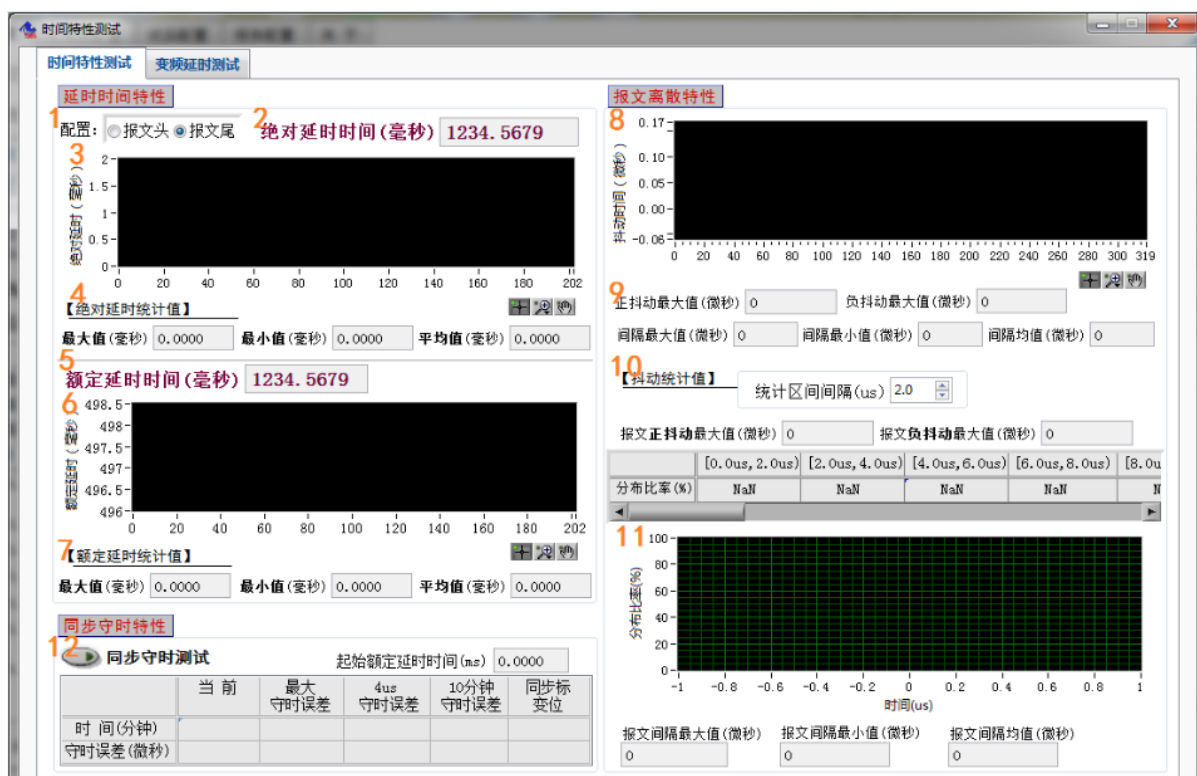 时间特性测试
时间特性测试 变频延时测试
延时时间特性
1 配置: 报文头 报文尾 2 绝对延时时间(毫秒) 1234.5679
3
绝对延时(毫秒)
2
1.5
1
0.5
0
0 20 40 60 80 100 120 140 160 180 202
4
【绝对延时统计值】
最大值(毫秒) 0.0000 最小值(毫秒) 0.0000 平均值(毫秒) 0.0000
5
额定延时时间(毫秒) 1234.5679
6
额定延时(毫秒)
498.5
498
497.5
497
496.5
496
0 20 40 60 80 100 120 140 160 180 202
7
【额定延时统计值】
最大值(毫秒) 0.0000 最小值(毫秒) 0.0000 平均值(毫秒) 0.0000
同步守时特性
12
同步守时测试 起始额定延时时间(ms) 0.0000
当前 最大守时误差 4us守时误差 10分钟守时误差 同步标变位
时 间(分钟)
守时误差(微秒)
报文离散特性
8
抖动时间(微秒)
0.17
0.10
0.05
0.00
-0.06
0 20 40 60 80 100 120 140 160 180 200 220 240 260 280 300 319
9
正抖动最大值(微秒) 0 负抖动最大值(微秒) 0
间隔最大值(微秒) 0 间隔最小值(微秒) 0 间隔均值(微秒) 0
10
【抖动统计值】 统计区间间隔(us) 2.0
报文正抖动最大值(微秒) 0 报文负抖动最大值(微秒) 0
[0.0us,2.0us) [2.0us,4.0us) [4.0us,6.0us) [6.0us,8.0us) [8.0u
分布比率(%) NaN NaN NaN NaN N
11
分布比率(%)
100
80
60
40
20
0
-1 -0.8 -0.6 -0.4 -0.2 0 0.2 0.4 0.6 0.8 1
时间(us)
报文间隔最大值(微秒) 报文间隔最小值(微秒) 报文间隔均值(微秒)
0 0 0